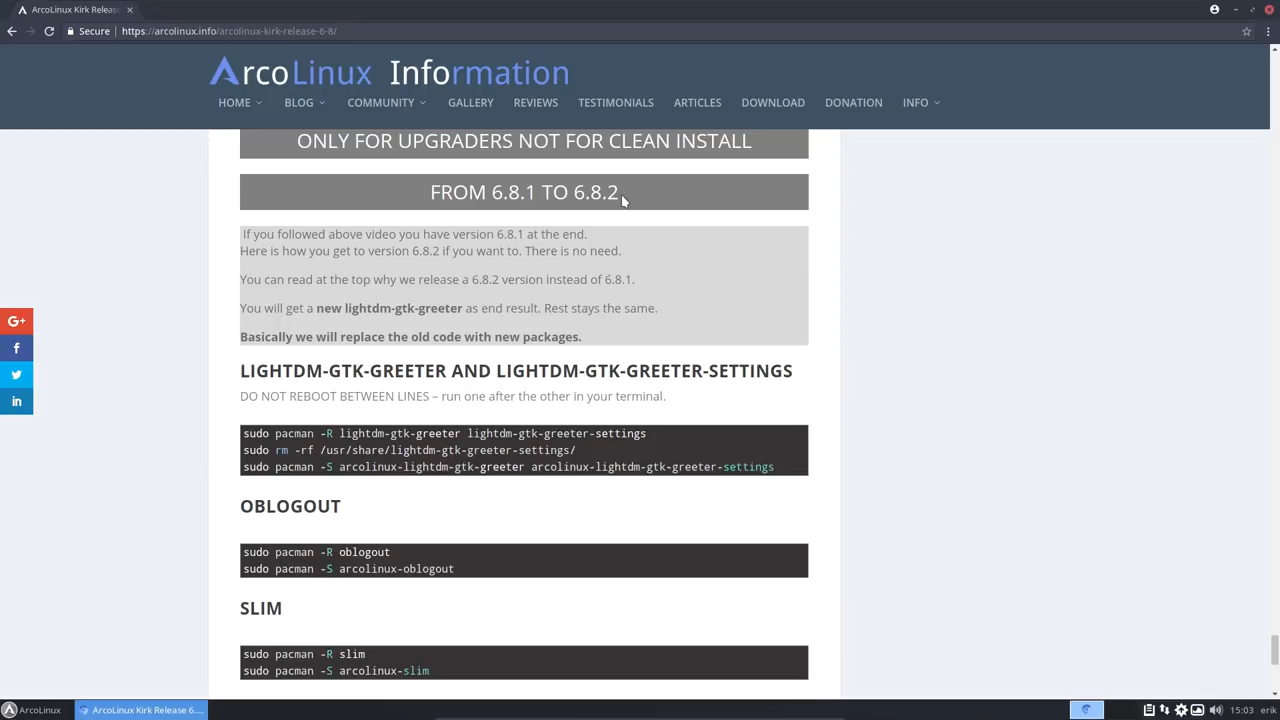 ArcoLinux Kirk Release
Secure
https://arcolinux.info/arcolinux-kirk-release-6-8/
ArcoLinux Information
HOME
BLOG
COMMUNITY
GALLERY
REVIEWS
TESTIMONIALS
ARTICLES
DOWNLOAD
DONATION
INFO
ONLY FOR UPGRADERS NOT FOR CLEAN INSTALL
FROM 6.8.1 TO 6.8.2
If you followed above video you have version 6.8.1 at the end.
Here is how you get to version 6.8.2 if you want to. There is no need.
You can read at the top why we release a 6.8.2 version instead of 6.8.1.
You will get a new lightdm-gtk-greeter as end result. Rest stays the same.
Basically we will replace the old code with new packages.
LIGHTDM-GTK-GREETER AND LIGHTDM-GTK-GREETER-SETTINGS
DO NOT REBOOT BETWEEN LINES – run one after the other in your terminal.
sudo pacman -R lightdm-gtk-greeter lightdm-gtk-greeter-settings
sudo rm -rf /usr/share/lightdm-gtk-greeter-settings/
sudo pacman -S arcolinux-lightdm-gtk-greeter arcolinux-lightdm-gtk-greeter-settings
OBLOGOUT
sudo pacman -R oblogout
sudo pacman -S arcolinux-oblogout
SLIM
sudo pacman -R slim
sudo pacman -S arcolinux-slim
G+
f
in
ArcoLinux
ArcoLinux Kirk Release 6....
15:03
erik